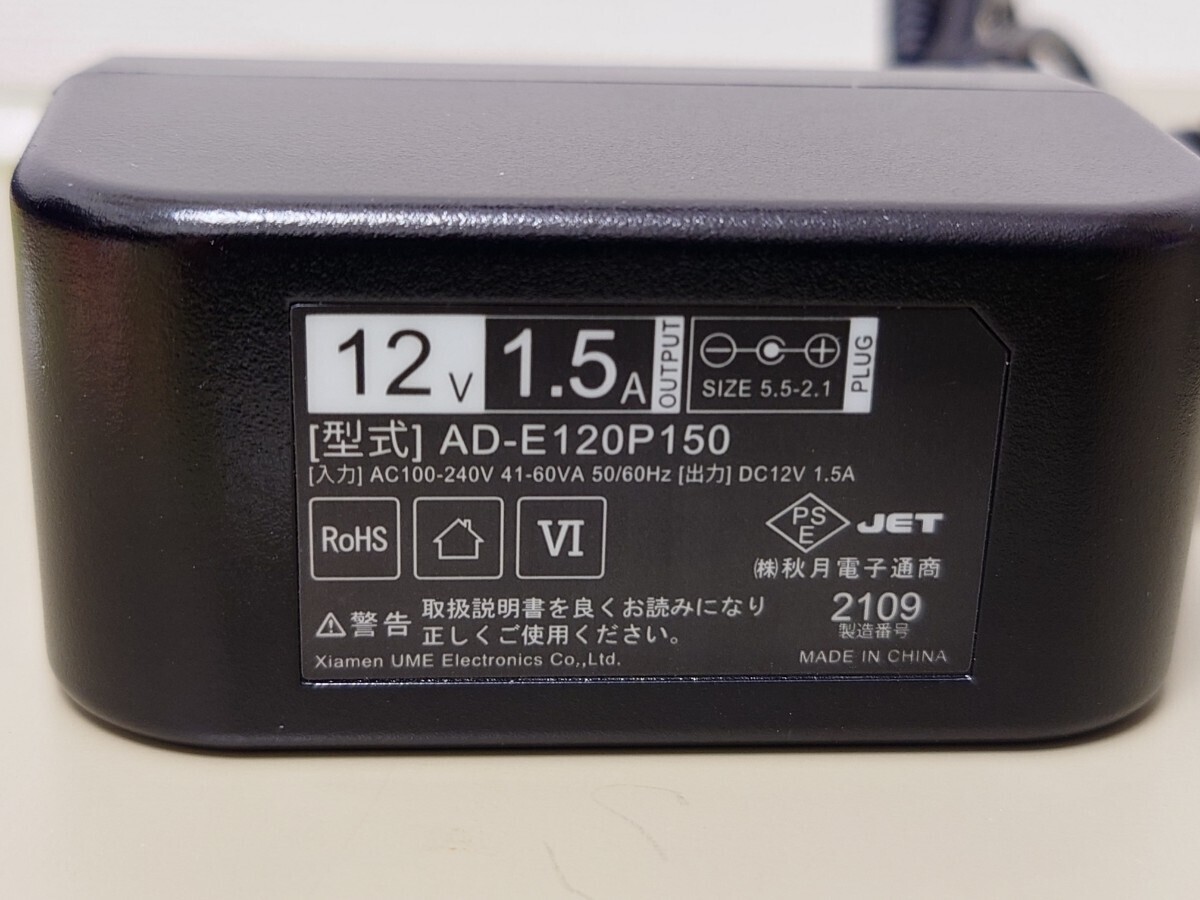 12V 1.5A OUTPUT
SIZE 5.5-2.1 PLUG
[型式] AD-E120P150
[入力] AC100-240V 41-60VA 50/60Hz [出力] DC12V 1.5A
RoHS VI
PSE JET
㈱秋月電子通商
⚠警告 取扱説明書を良くお読みになり
正しくご使用ください。
2109
製造番号
Xiamen UME Electronics Co,,Ltd.
MADE IN CHINA